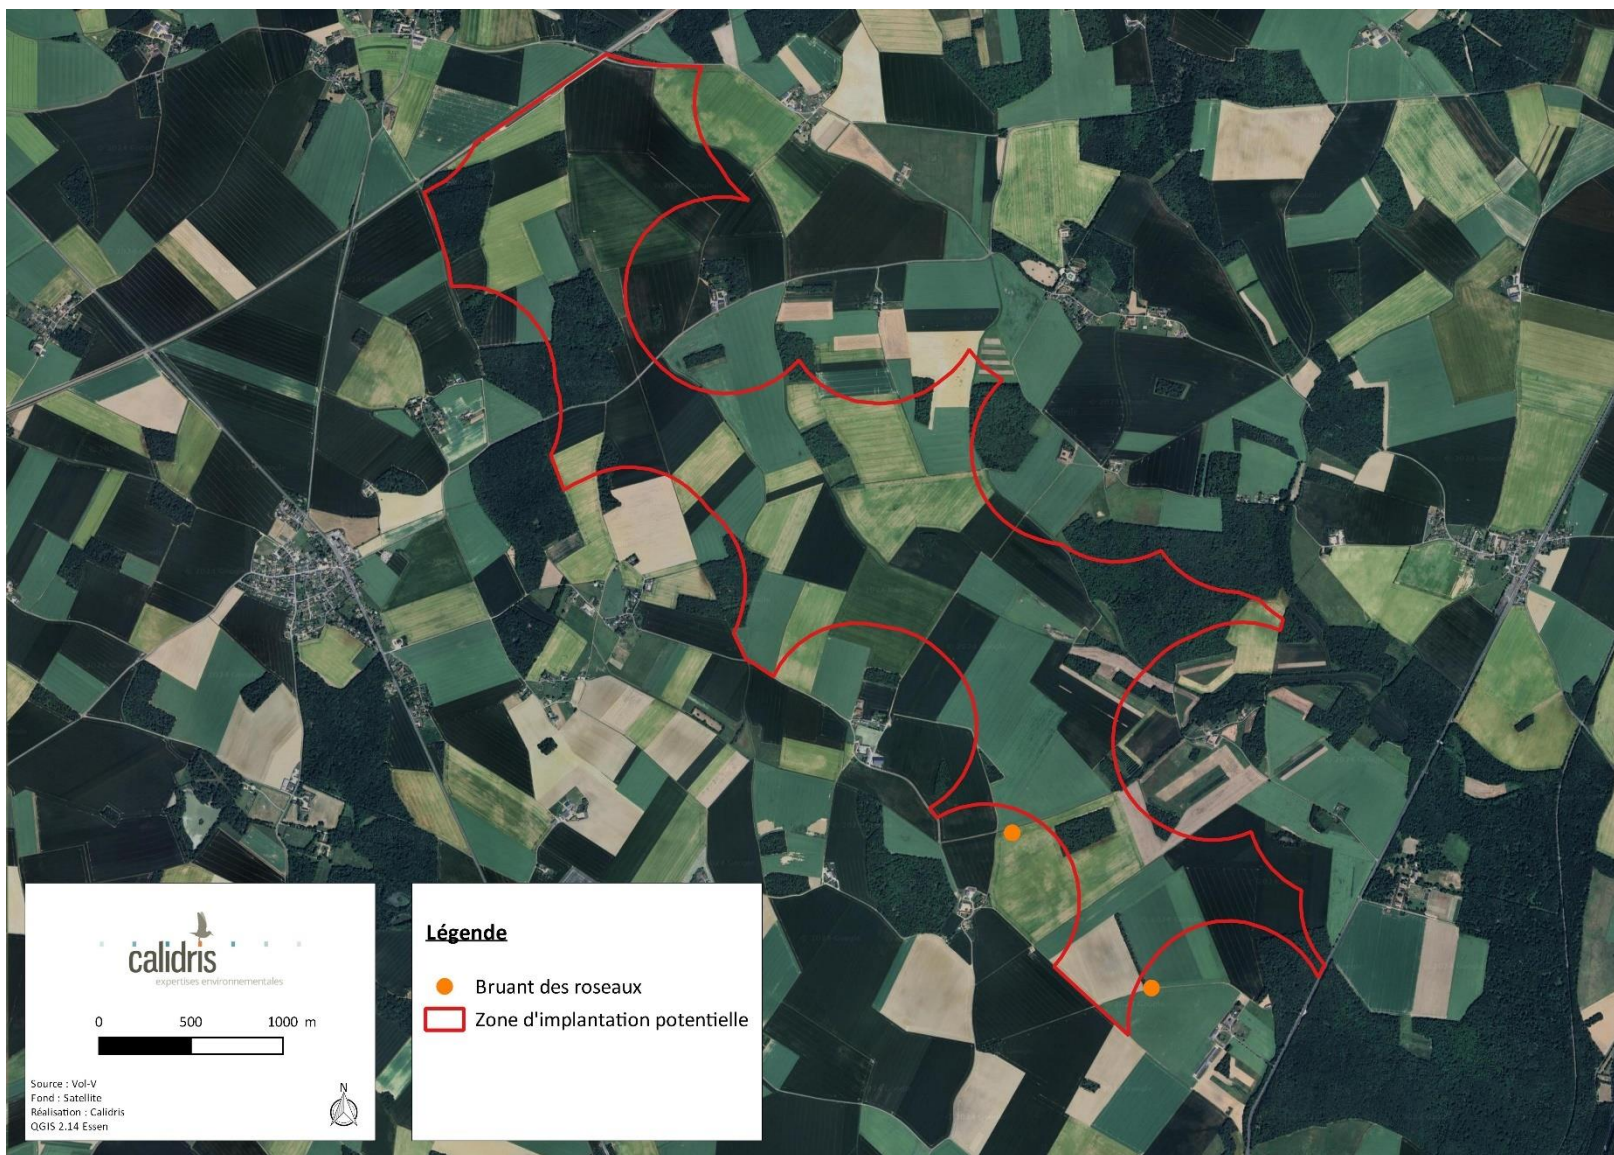 calidris
expertises environnementales
0 500 1000 m
Source : Vol-V
Fond : Satellite
Réalisation : Calidris
QGIS 2.14 Essen
N
Légende
Bruant des roseaux
Zone d'implantation potentielle